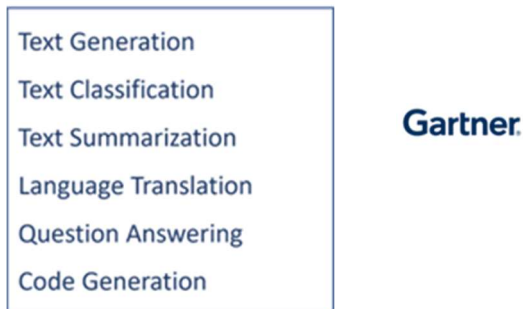 Text Generation
Text Classification
Text Summarization
Language Translation
Question Answering
Code Generation
Gartner®